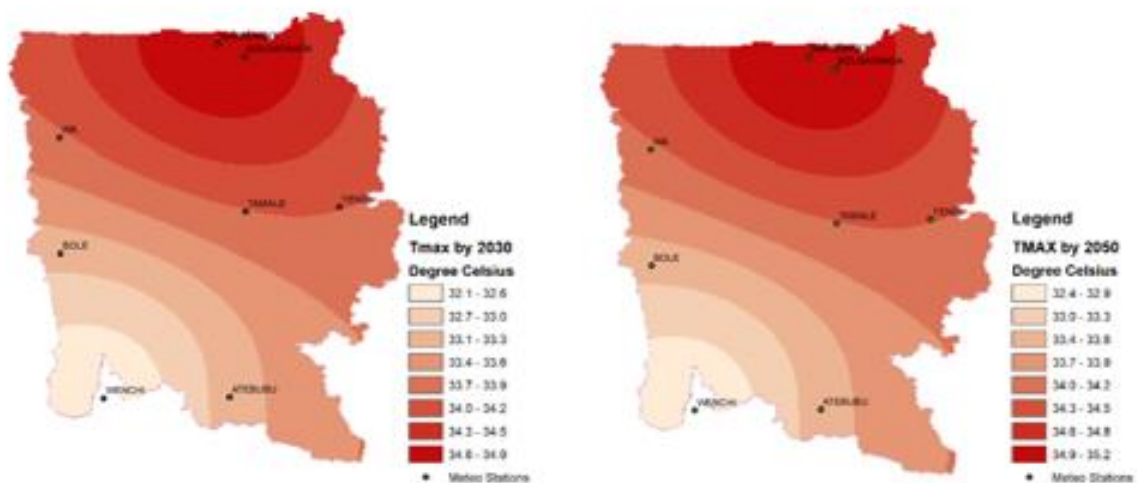 WA
TAMALE
YENDI
BOLE
WENCHI
ATEBUBU
Legend
Tmax by 2030
Degree Celsius
32.1 - 32.6
32.7 - 33.0
33.1 - 33.3
33.4 - 33.6
33.7 - 33.9
34.0 - 34.2
34.3 - 34.5
34.6 - 34.9
Meteo Stations
WA
TAMALE
YENDI
BOLE
WENCHI
ATEBUBU
Legend
TMAX by 2050
Degree Celsius
32.4 - 32.9
33.0 - 33.3
33.4 - 33.6
33.7 - 33.9
34.0 - 34.2
34.3 - 34.5
34.6 - 34.8
34.9 - 35.2
Meteo Stations